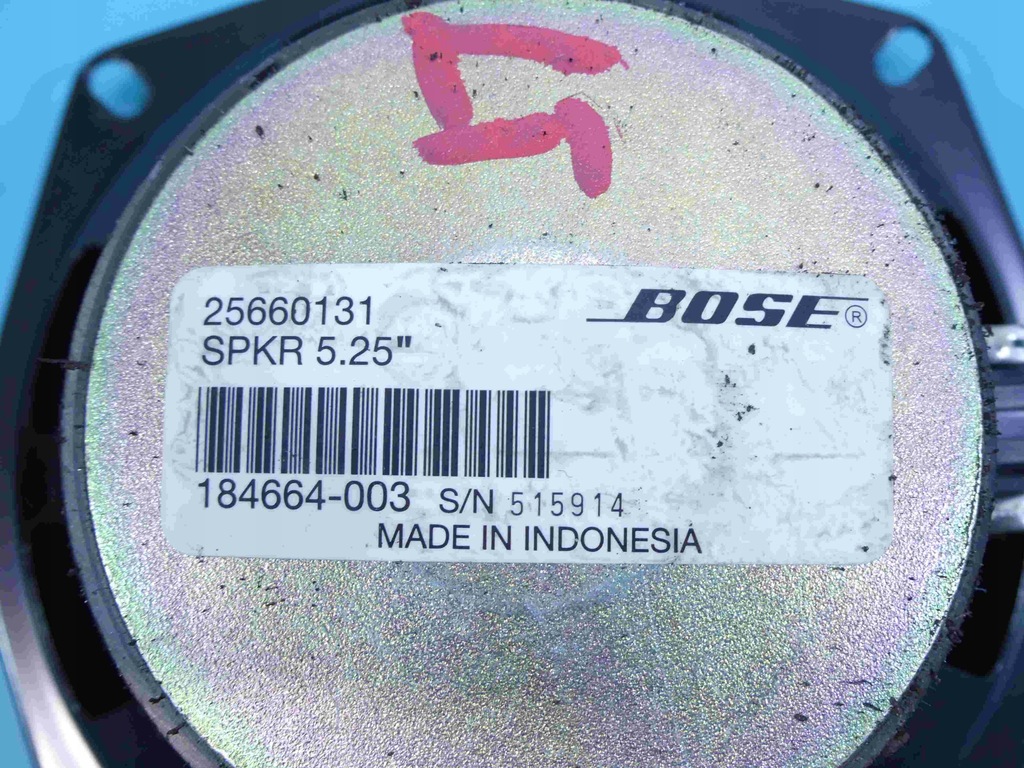 25660131 BOSE®
SPKR 5.25"
184664-003 S/N 515914
MADE IN INDONESIA